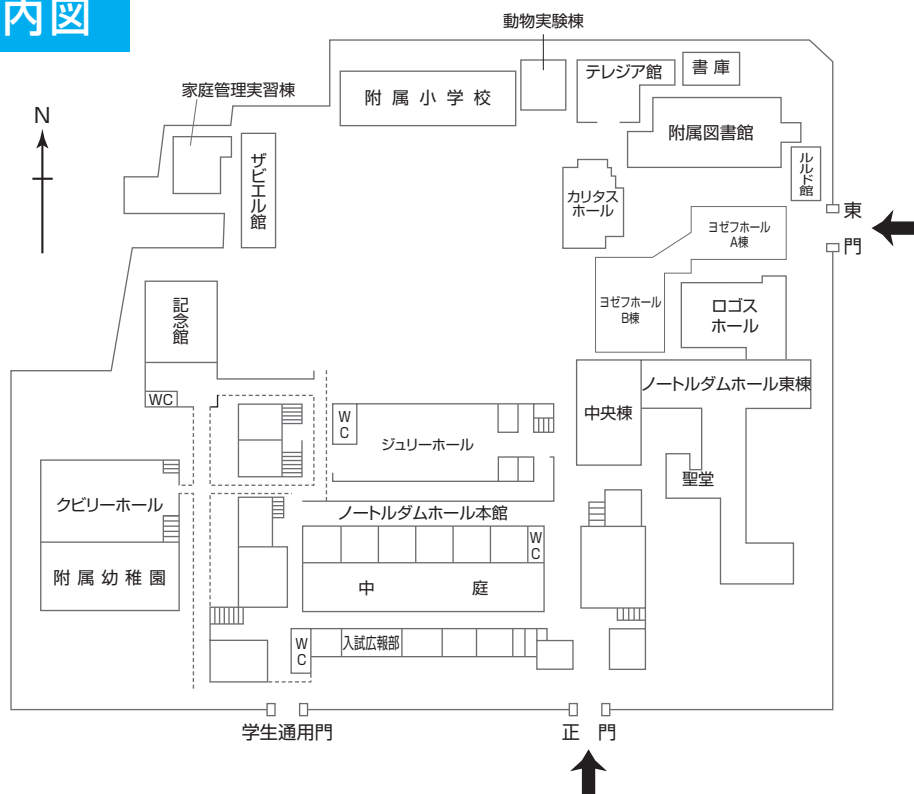 内図
動物実験棟
テレジア館
書庫
家庭管理実習棟
附属小学校
N
附属図書館
ザビエル館
ルルド館
カリタス
ホール
東
門
ヨゼフホール
A棟
ヨゼフホール
B棟
記念館
ロゴス
ホール
ノートルダムホール東棟
中央棟
WC
WC
ジュリーホール
聖堂
クビリーホール
ノートルダムホール本館
WC
附属幼稚園
中庭
WC
入試広報部
学生通用門
正門